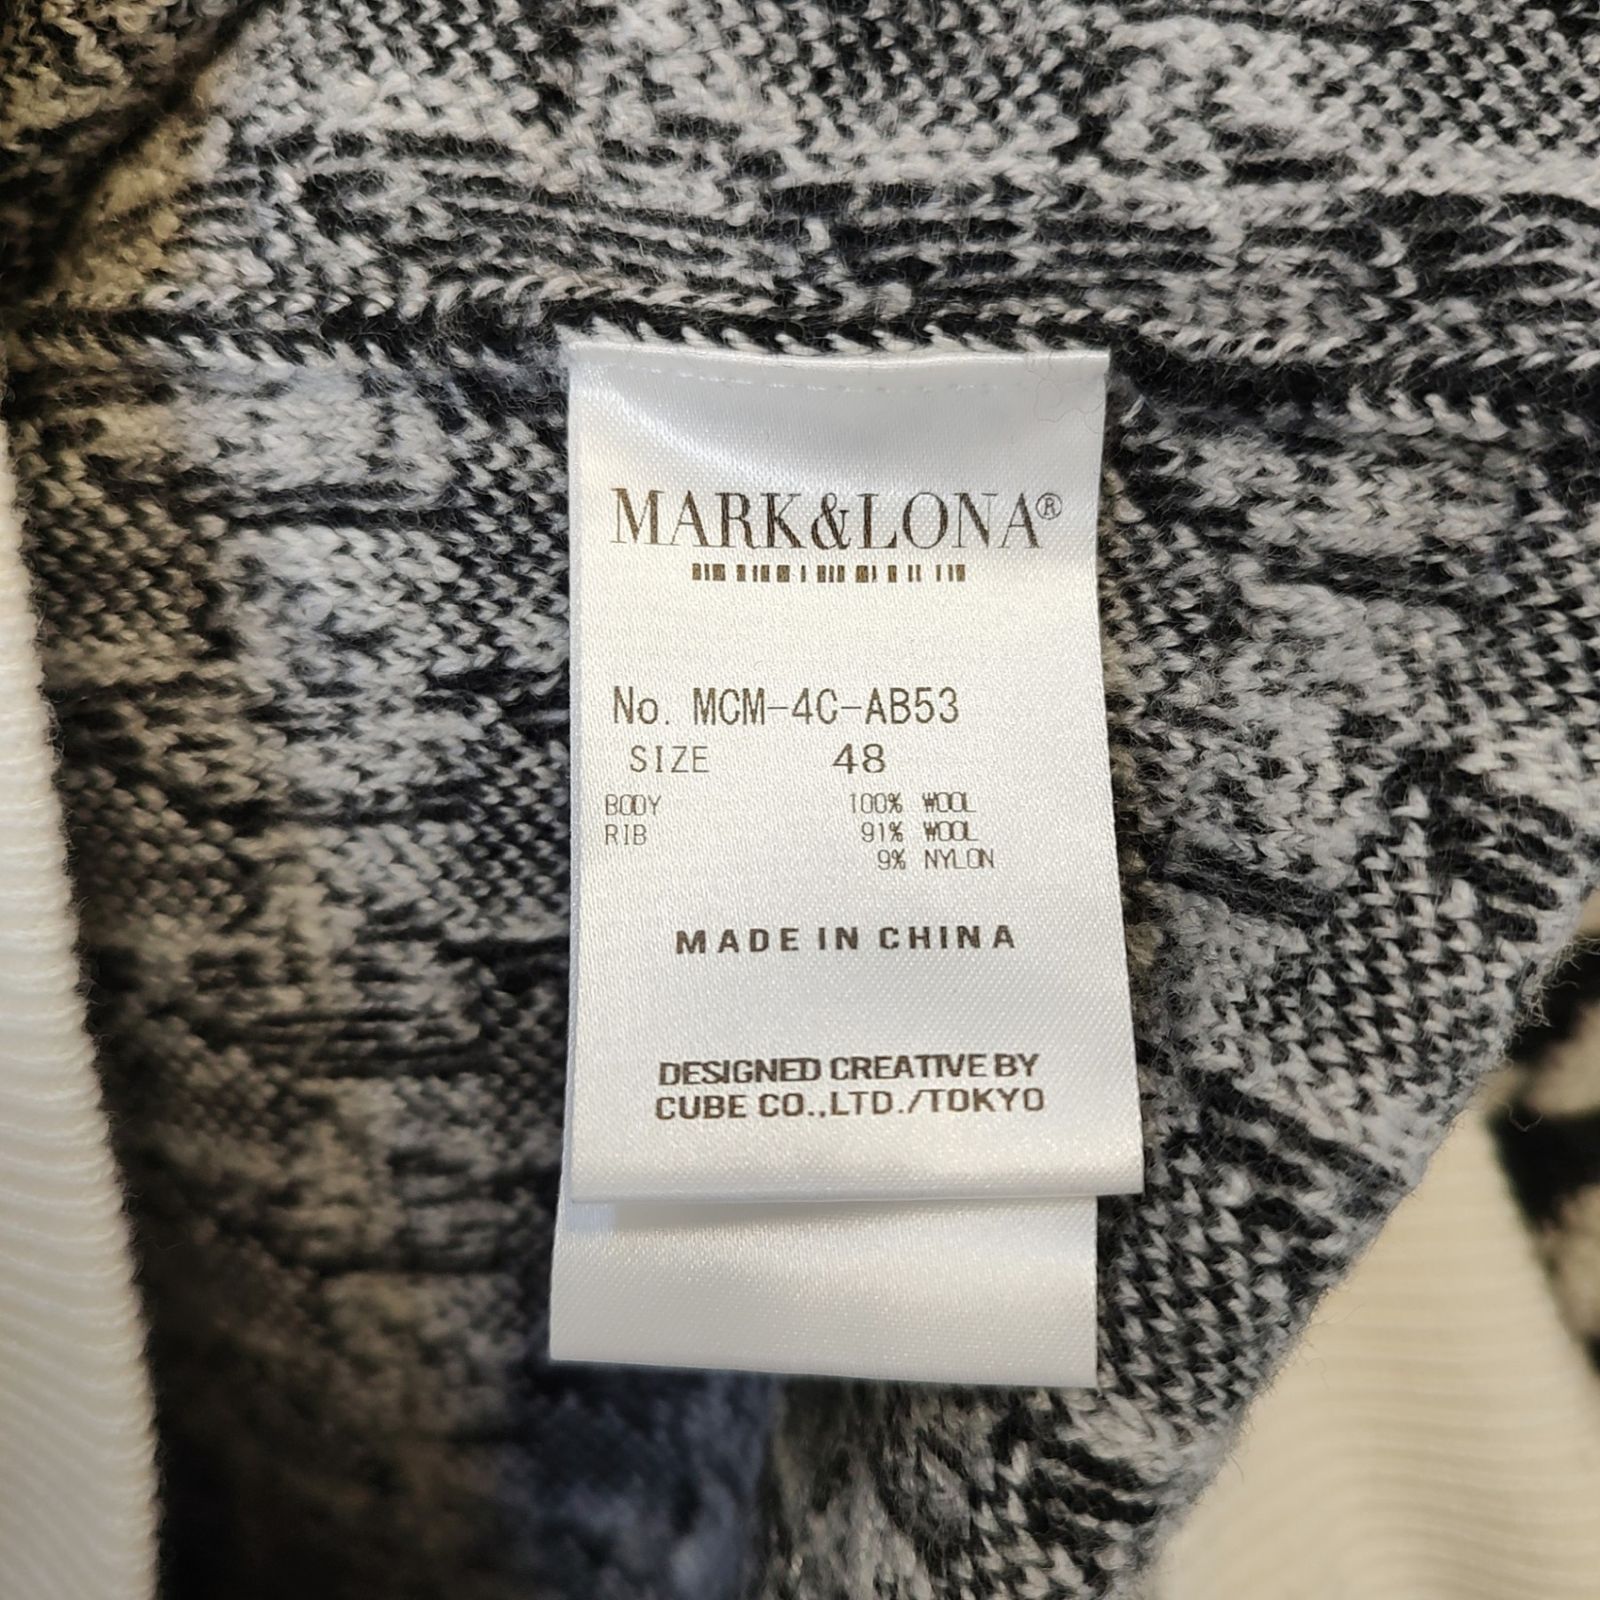 MARK&LONA®
No. MCM-4C-AB53
SIZE 48
BODY 100% WOOL
RIB 91% WOOL
9% NYLON
MADE IN CHINA
DESIGNED CREATIVE BY
CUBE CO.,LTD./TOKYO